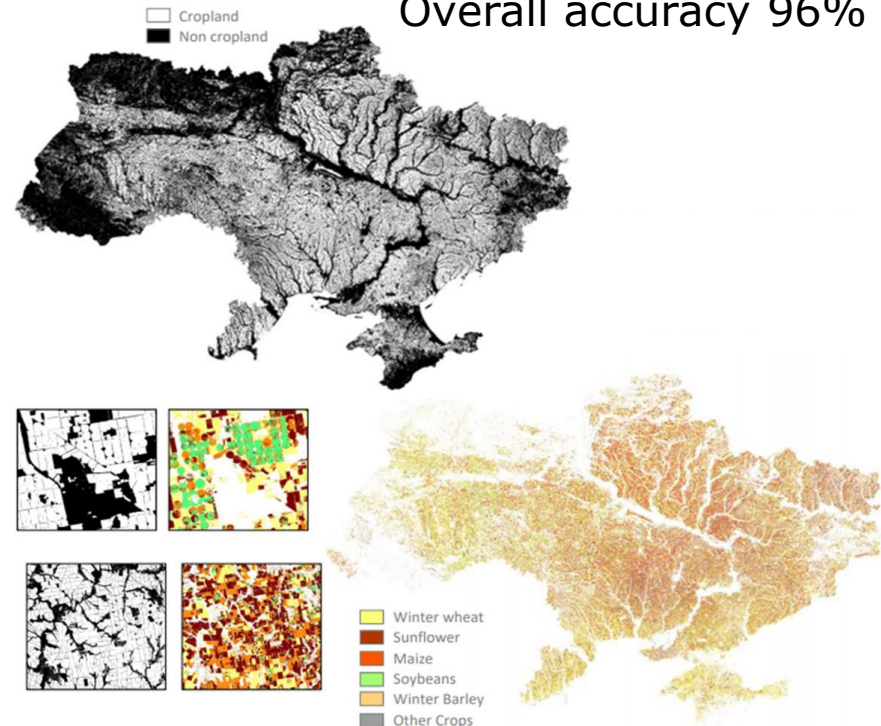 Overall accuracy 96%
Cropland
Non cropland
Winter wheat
Sunflower
Maize
Soybeans
Winter Barley
Other Crops